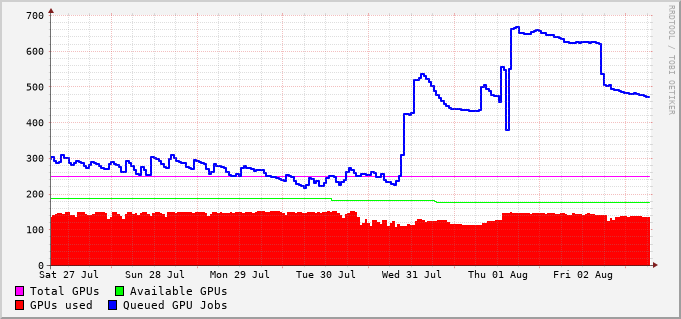 700
600
500
400
300
200
100
0
Sat 27 Jul Sun 28 Jul Mon 29 Jul Tue 30 Jul Wed 31 Jul Thu 01 Aug Fri 02 Aug
Total GPUs Available GPUs
GPUs used Queued GPU Jobs
RRDTOOL / TOBI OETIKER